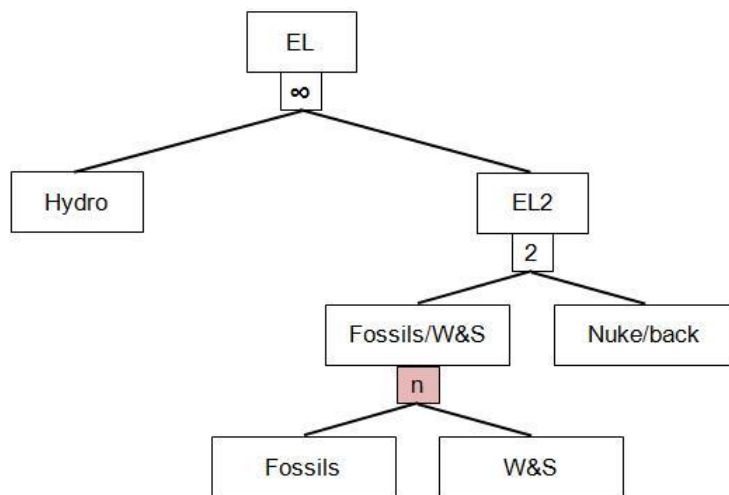 EL
∞
Hydro
EL2
2
Fossils/W&S
Nuke/back
n
Fossils
W&S